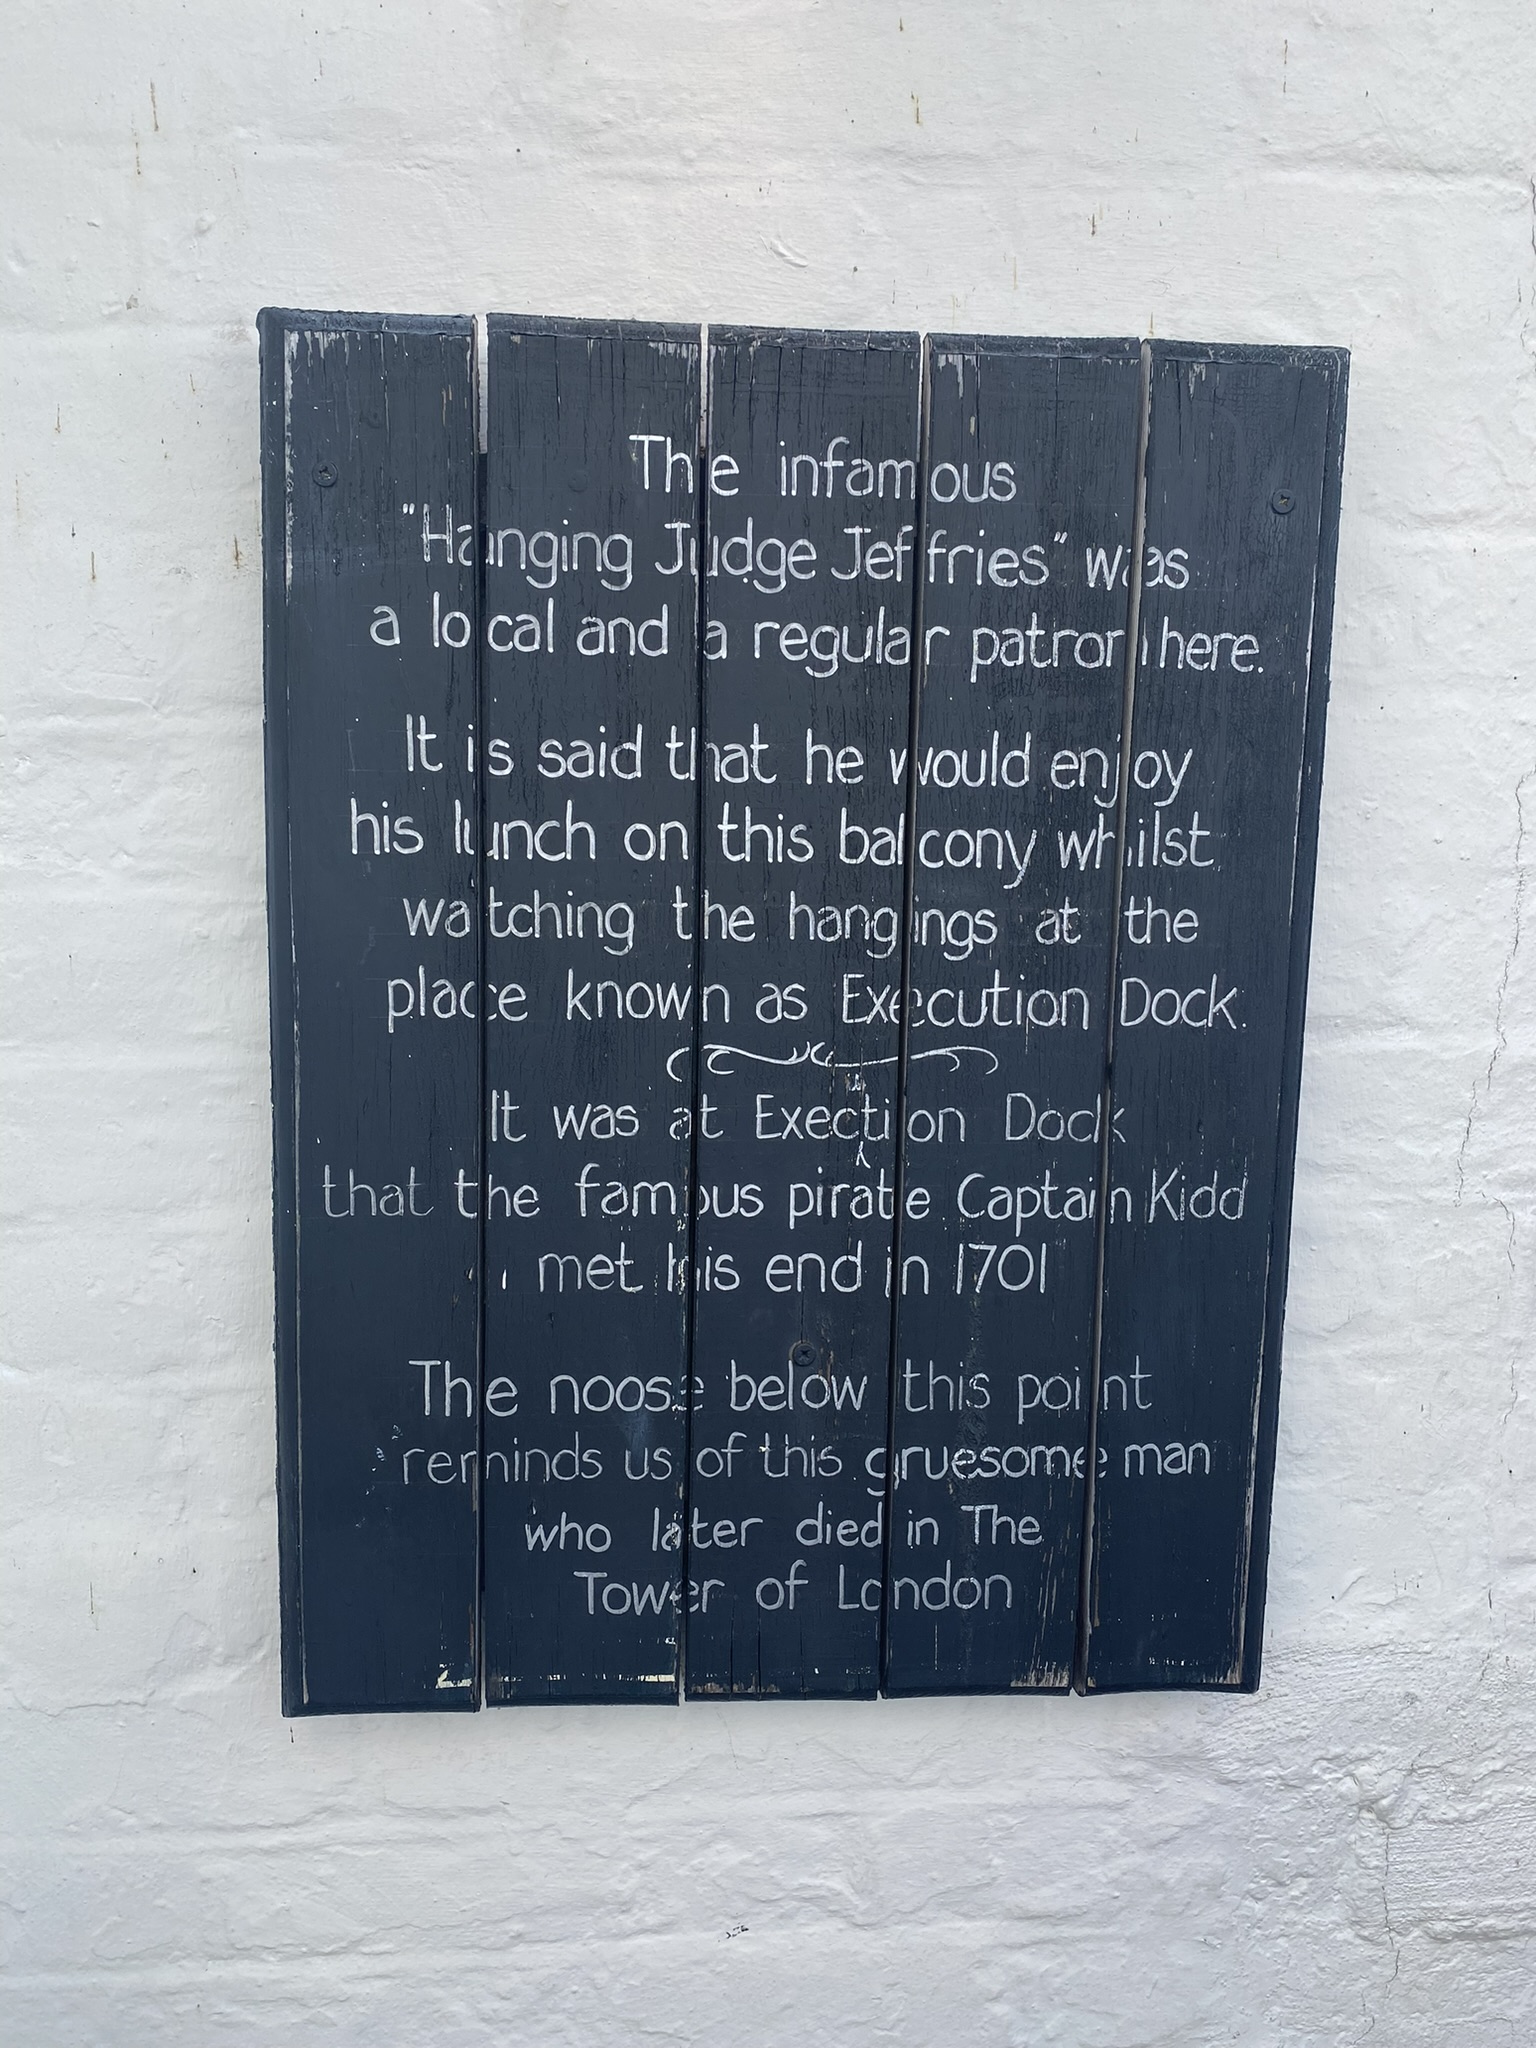 The infamous
"Hanging Judge Jeffries" was
a local and a regular patron here.
It is said that he would enjoy
his lunch on this balcony whilst
watching the hangings at the
place known as Execution Dock.
It was at Exec^ution Dock
that the famous pirate Captain Kidd
met his end in 1701
The noose below this point
reminds us of this gruesome man
who later died in The
Tower of London